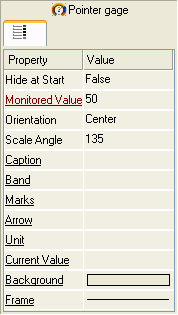 Pointer gage
Property Value
Hide at Start False
Monitored Value 50
Orientation Center
Scale Angle 135
Caption
Band
Marks
Arrow
Unit
Current Value
Background
Frame